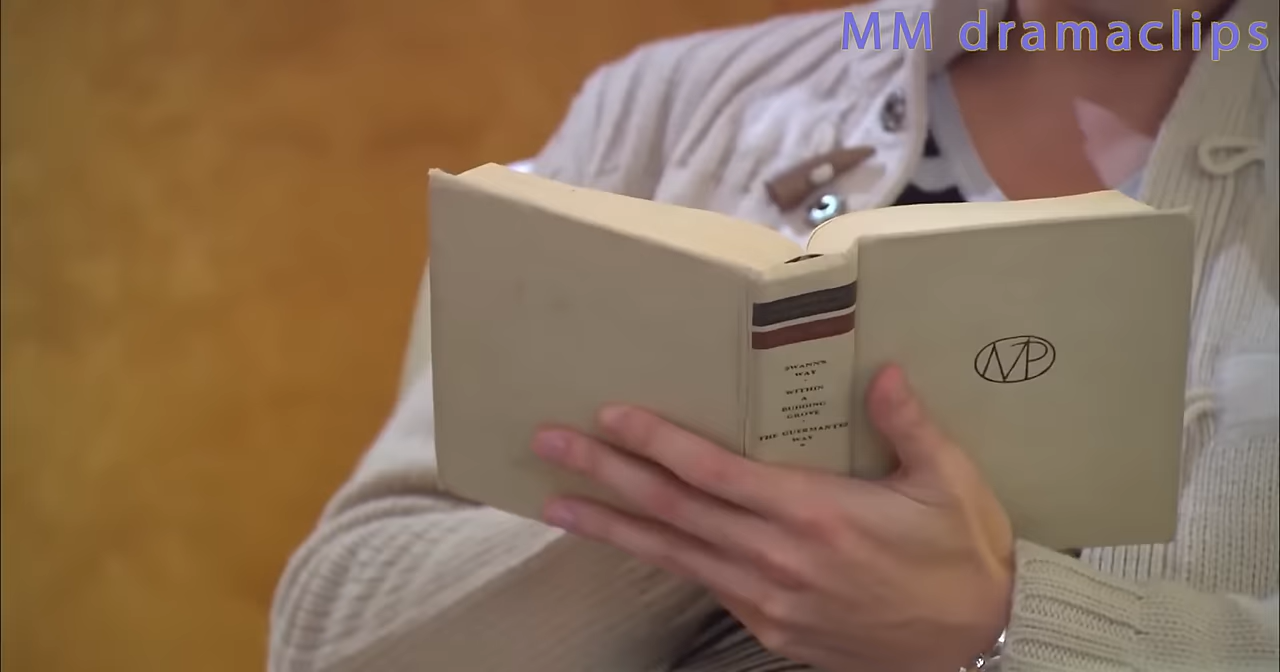 MM dramaclips
SWANN'S
WAY
WITHIN
A
BUDDING
GROVE
THE GUERMANTES
WAY
MP